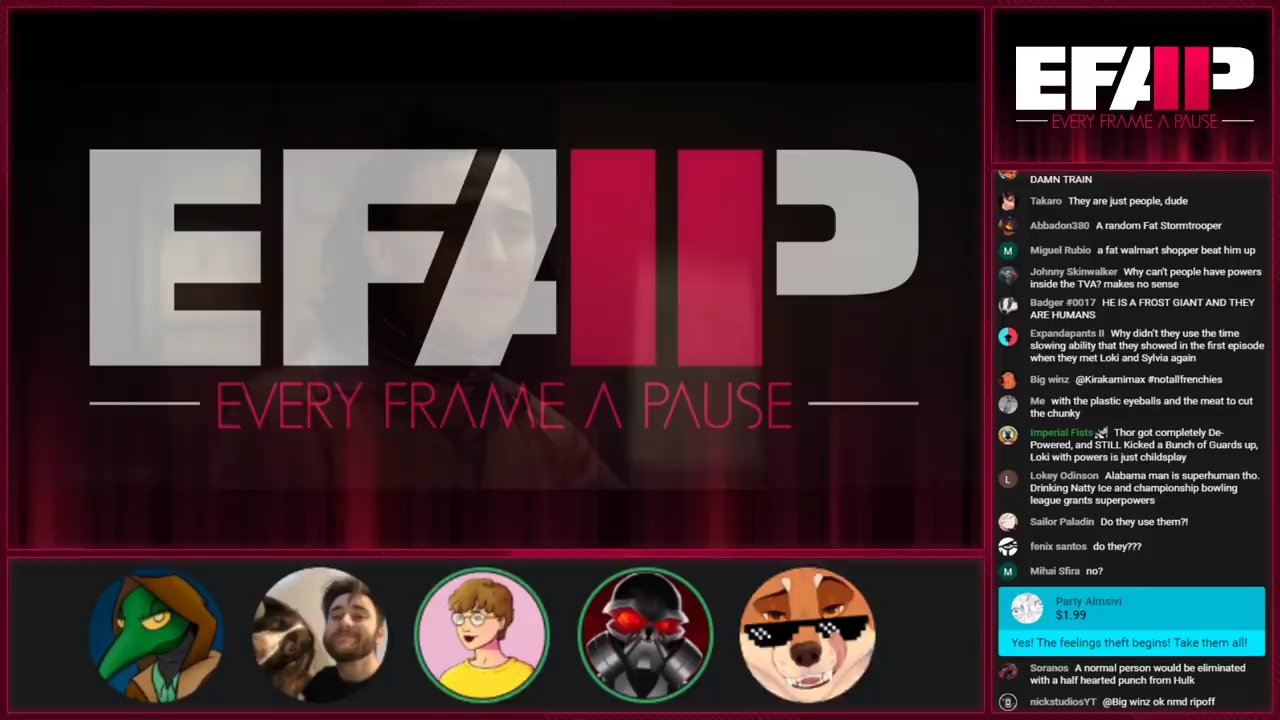 EFAP
EVERY FRAME A PAUSE
EFAP
EVERY FRAME A PAUSE
DAMN TRAIN
Takaro They are just people, dude
Abbadon380 A random Fat Stormtrooper
M Miguel Rubio a fat walmart shopper beat him up
Johnny Skinwalker Why can't people have powers
inside the TVA? makes no sense
Badger #0017 HE IS A FROST GIANT AND THEY
ARE HUMANS
Expandapants II Why didn't they use the time
slowing ability that they showed in the first episode
when they met Loki and Sylvia again
Big winz @Kirakamimax #notallfrenchies
Me with the plastic eyeballs and the meat to cut
the chunky
Imperial Fists Thor got completely De-
Powered, and STILL Kicked a Bunch of Guards up,
Loki with powers is just childsplay
L Lokey Odinson Alabama man is superhuman tho.
Drinking Natty Ice and championship bowling
league grants superpowers
Sailor Paladin Do they use them?!
fenix santos do they???
M Mihai Sfira no?
Party Almsivi
$1.99
Yes! The feelings theft begins! Take them all!
Soranos A normal person would be eliminated
with a half hearted punch from Hulk
nickstudiosYT @Big winz ok nmd ripoff